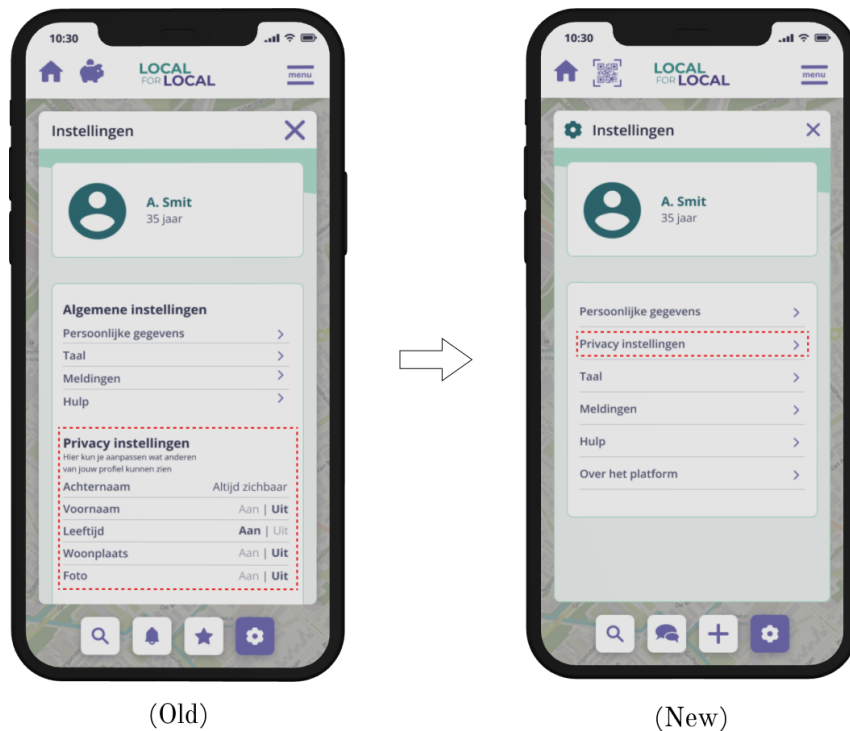 10:30
LOCAL
FOR LOCAL
menu
Instellingen
A. Smit
35 jaar
Algemene instellingen
Persoonlijke gegevens
Taal
Meldingen
Hulp
Privacy instellingen
Hier kun je aanpassen wat anderen
van jouw profiel kunnen zien
Achternaam Altijd zichbaar
Voornaam Aan | Uit
Leeftijd Aan | Uit
Woonplaats Aan | Uit
Foto Aan | Uit
(Old)
10:30
LOCAL
FOR LOCAL
menu
Instellingen
A. Smit
35 jaar
Persoonlijke gegevens
Privacy instellingen
Taal
Meldingen
Hulp
Over het platform
(New)